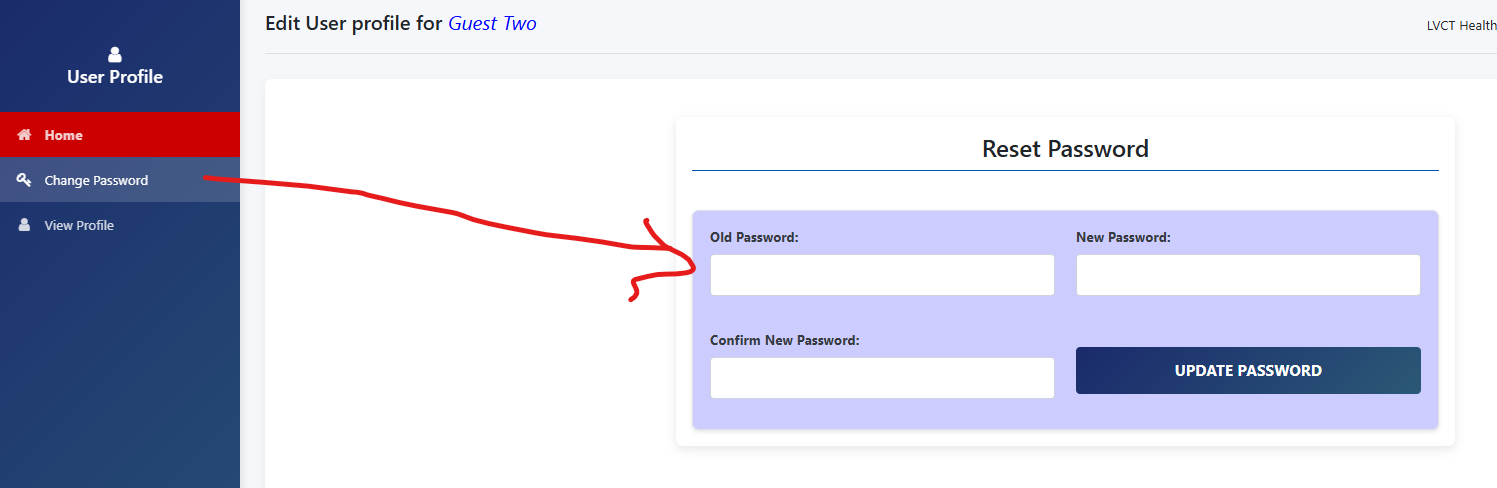 Edit User profile for Guest Two
LVCT Health
User Profile
Home
Change Password
View Profile
Reset Password
Old Password:
New Password:
Confirm New Password:
UPDATE PASSWORD